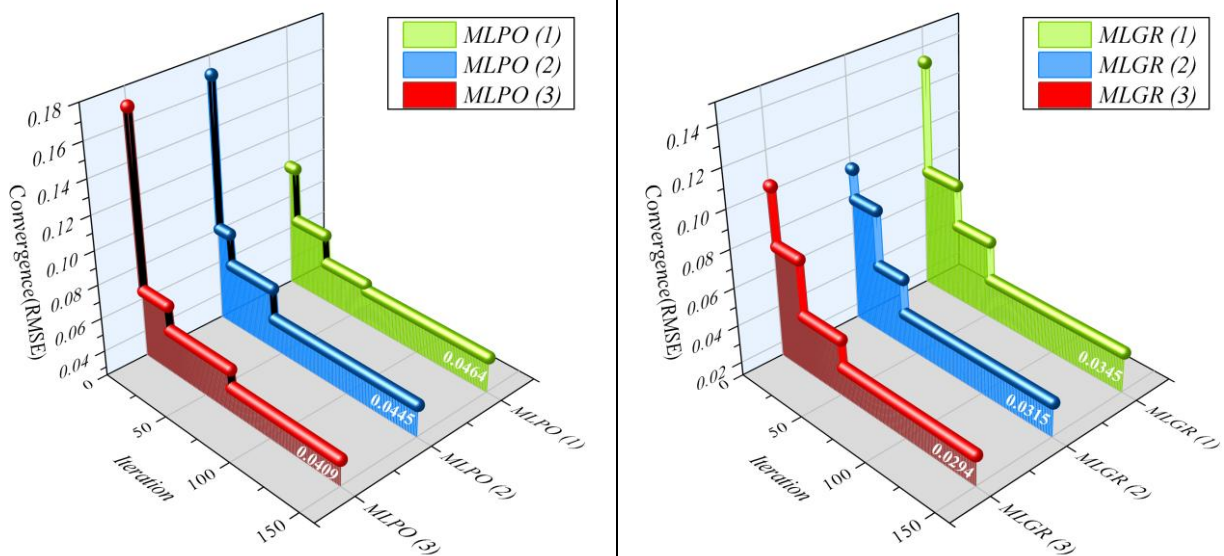 MLPO (1)
MLPO (2)
MLPO (3)
0.18
0.16
0.14
0.12
0.10
0.08
0.06
0.04
Convergence(RMSE)
0
50
100
150
Iteration
0.0464
0.0445
0.0409
MLPO (1)
MLPO (2)
MLPO (3)
MLGR (1)
MLGR (2)
MLGR (3)
0.14
0.12
0.10
0.08
0.06
0.04
0.02
Convergence(RMSE)
0
50
100
150
Iteration
0.0345
0.0315
0.0294
MLGR (1)
MLGR (2)
MLGR (3)